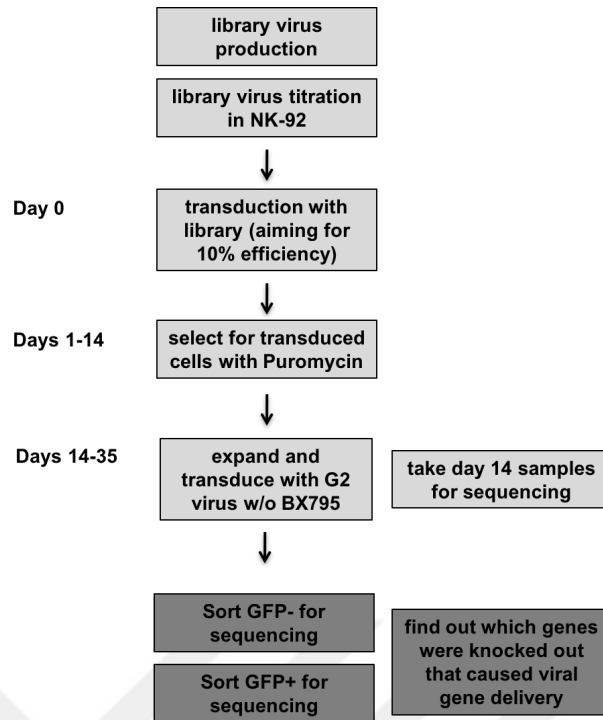 library virus
production
library virus titration
in NK-92
Day 0
transduction with
library (aiming for
10% efficiency)
Days 1-14
select for transduced
cells with Puromycin
Days 14-35
expand and
transduce with G2
virus w/o BX795
take day 14 samples
for sequencing
Sort GFP- for
sequencing
Sort GFP+ for
sequencing
find out which genes
were knocked out
that caused viral
gene delivery